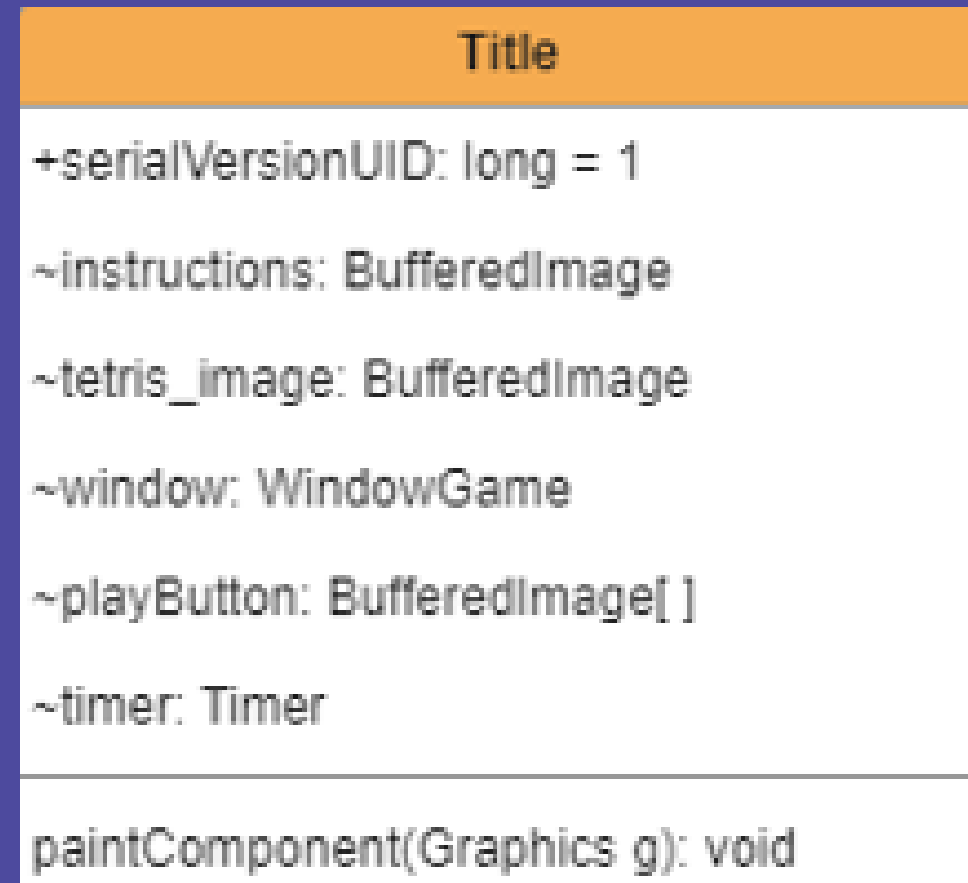 Title
+serialVersionUID: long = 1
~instructions: BufferedImage
~tetris_image: BufferedImage
~window: WindowGame
~playButton: BufferedImage[ ]
~timer: Timer
paintComponent(Graphics g): void